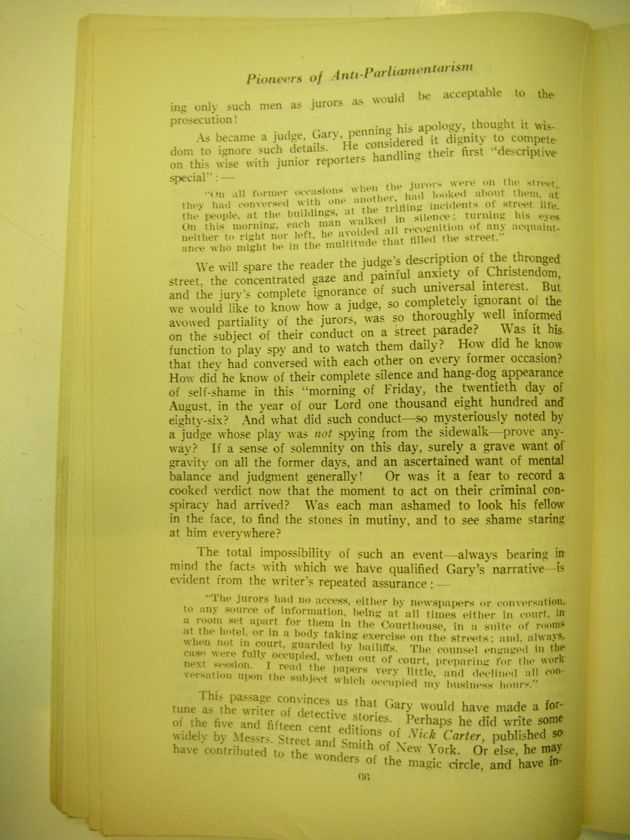 Pioneers of Anti-Parliamentarism
ing only such men as jurors as would be acceptable to the
prosecution!
As became a judge, Gary, penning his apology, thought it wis-
dom to ignore such details. He considered it dignity to compete
on this wise with junior reporters handling their first "descriptive
special": —
"On all former occasions when the jurors were on the street,
they had conversed with one another, had looked about them, at
the people, at the buildings, at the trifling incidents of street life.
On this morning, each man walked in silence; turning his eyes
neither to right nor left, he avoided all recognition of any acquaint-
ance who might be in the multitude that filled the street."
We will spare the reader the judge's description of the thronged
street, the concentrated gaze and painful anxiety of Christendom,
and the jury's complete ignorance of such universal interest. But
we would like to know how a judge, so completely ignorant of the
avowed partiality of the jurors, was so thoroughly well informed
on the subject of their conduct on a street parade? Was it his
function to play spy and to watch them daily? How did he know
that they had conversed with each other on every former occasion?
How did he know of their complete silence and hang-dog appearance
of self-shame in this "morning of Friday, the twentieth day of
August, in the year of our Lord one thousand eight hundred and
eighty-six? And what did such conduct—so mysteriously noted by
a judge whose play was not spying from the sidewalk—prove any-
way? If a sense of solemnity on this day, surely a grave want of
gravity on all the former days, and an ascertained want of mental
balance and judgment generally! Or was it a fear to record a
cooked verdict now that the moment to act on their criminal con-
spiracy had arrived? Was each man ashamed to look his fellow
in the face, to find the stones in mutiny, and to see shame staring
at him everywhere?
The total impossibility of such an event—always bearing in
mind the facts with which we have qualified Gary's narrative—is
evident from the writer's repeated assurance: —
"The jurors had no access, either by newspapers or conversation,
to any source of information, being at all times either in court, in
a room set apart for them in the Courthouse, in a suite of rooms
at the hotel, or in a body taking exercise on the streets; and, always,
when not in court, guarded by bailiffs. The counsel engaged in the
case were fully occupied, when out of court, preparing for the work
next session. I read the papers very little, and declined all con-
versation upon the subject which occupied my business hours."
This passage convinces us that Gary would have made a for-
tune as the writer of detective stories. Perhaps he did write some
of the five and fifteen cent editions of Nick Carter, published so
widely by Messrs. Street and Smith of New York. Or else, he may
have contributed to the wonders of the magic circle, and have in-
66